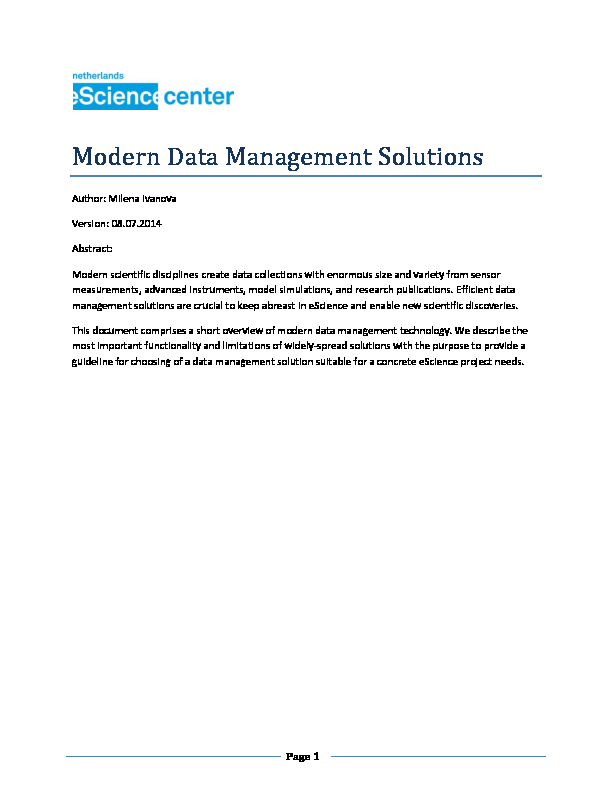 netherlands
eScience center
Modern Data Management Solutions
Author: Milena Ivanova
Version: 08.07.2014
Abstract:
Modern scientific disciplines create data collections with enormous size and variety from sensor
measurements, advanced instruments, model simulations, and research publications. Efficient data
management solutions are crucial to keep abreast in eScience and enable new scientific discoveries.
This document comprises a short overview of modern data management technology. We describe the
most important functionality and limitations of widely-spread solutions with the purpose to provide a
guideline for choosing of a data management solution suitable for a concrete eScience project needs.
Page 1